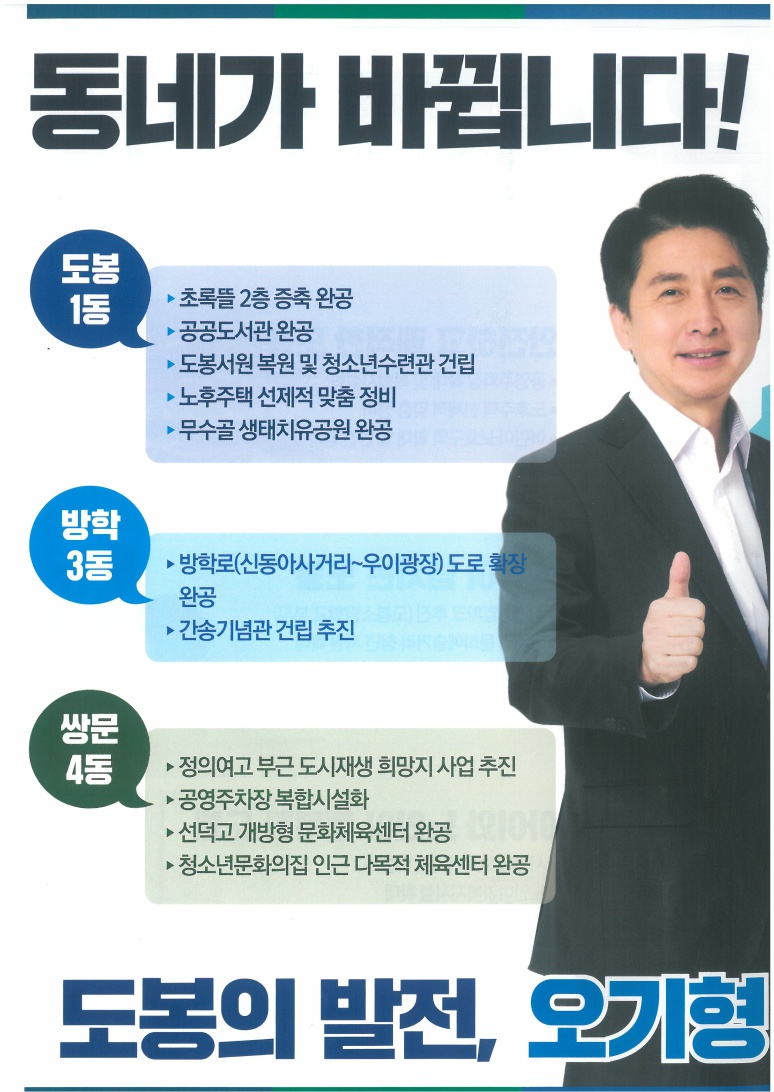 동네가 바뀝니다!
도봉
1동
▸ 초록뜰 2층 증축 완공
▸ 공공도서관 완공
▸ 도봉서원 복원 및 청소년수련관 건립
▸ 노후주택 선제적 맞춤 정비
▸ 무수골 생태치유공원 완공
방학
3동
▸ 방학로(신동아사거리~우이광장) 도로 확장
완공
▸ 간송기념관 건립 추진
쌍문
4동
▸ 정의여고 부근 도시재생 희망지 사업 추진
▸ 공영주차장 복합시설화
▸ 선덕고 개방형 문화체육센터 완공
▸ 청소년문화의집 인근 다목적 체육센터 완공
도봉의 발전, 오기형